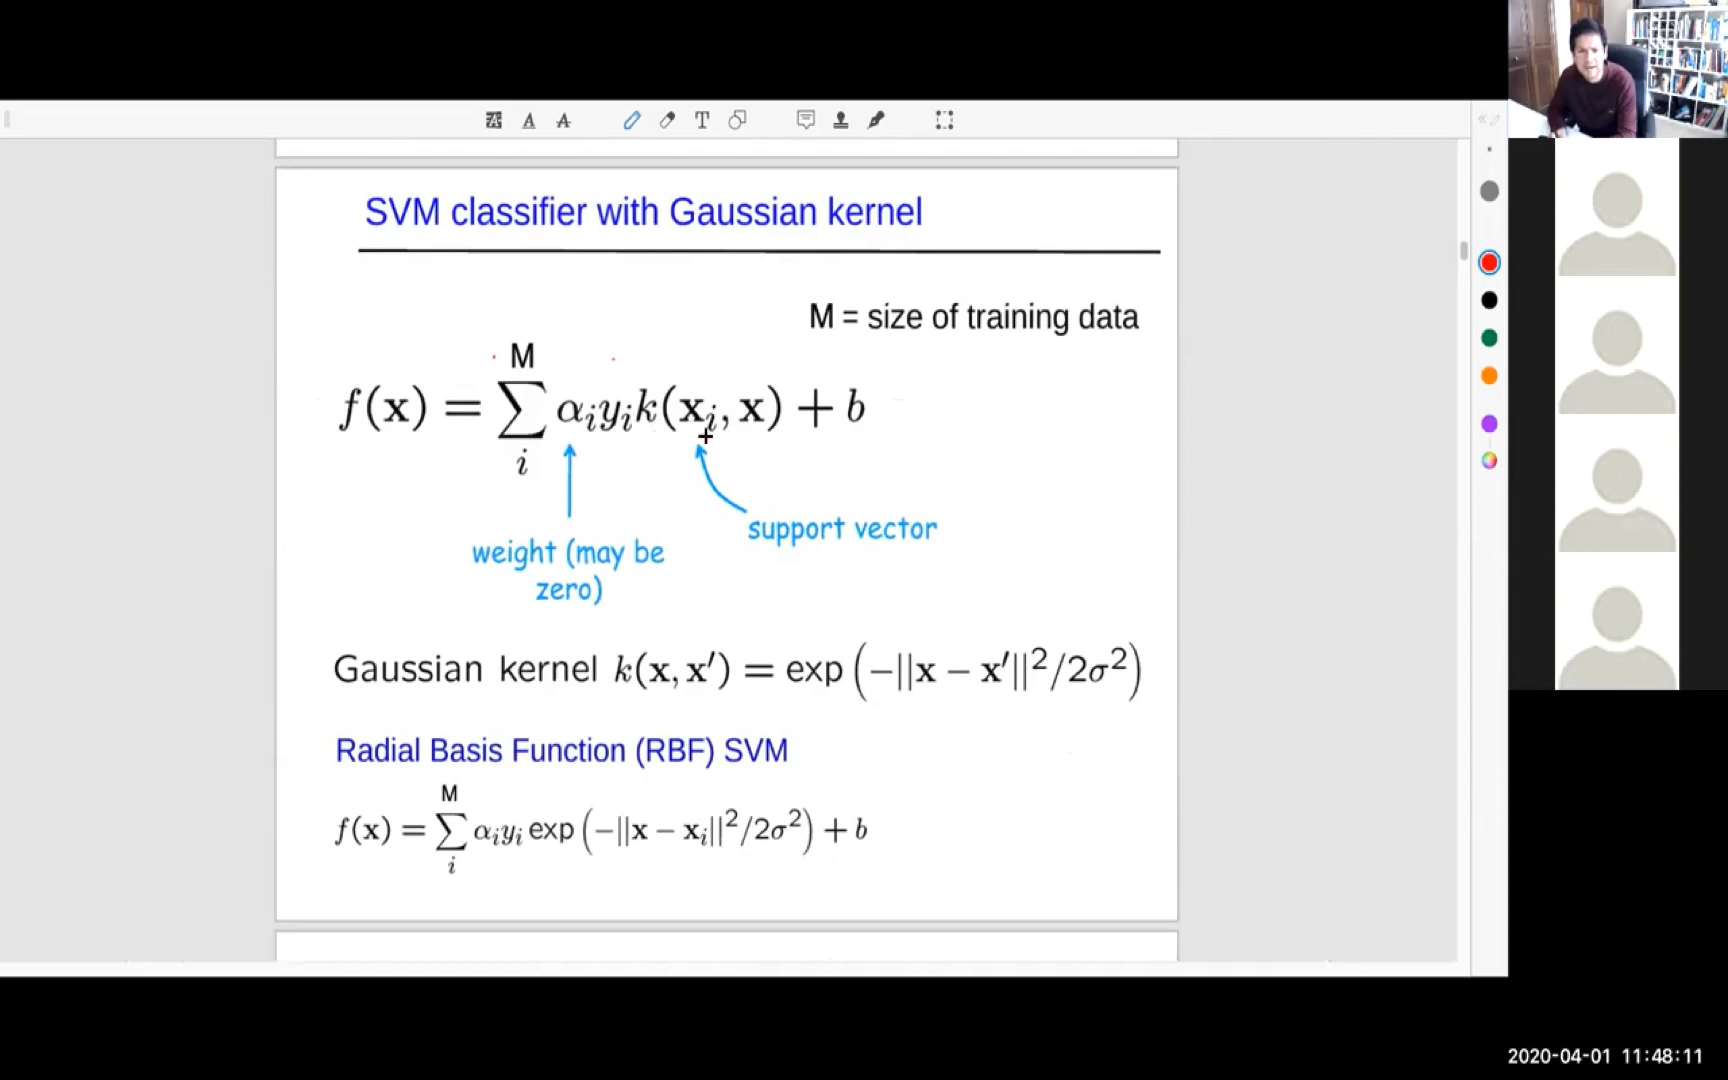 SVM classifier with Gaussian kernel
M = size of training data
f(x) = ∑_i^M α_i y_i k(x_i, x) + b
support vector
weight (may be
zero)
Gaussian kernel k(x, x′) = exp (−||x − x′||²/2σ²)
Radial Basis Function (RBF) SVM
f(x) = ∑_i^M α_i y_i exp (−||x − x_i||²/2σ²) + b
2020-04-01 11:48:11